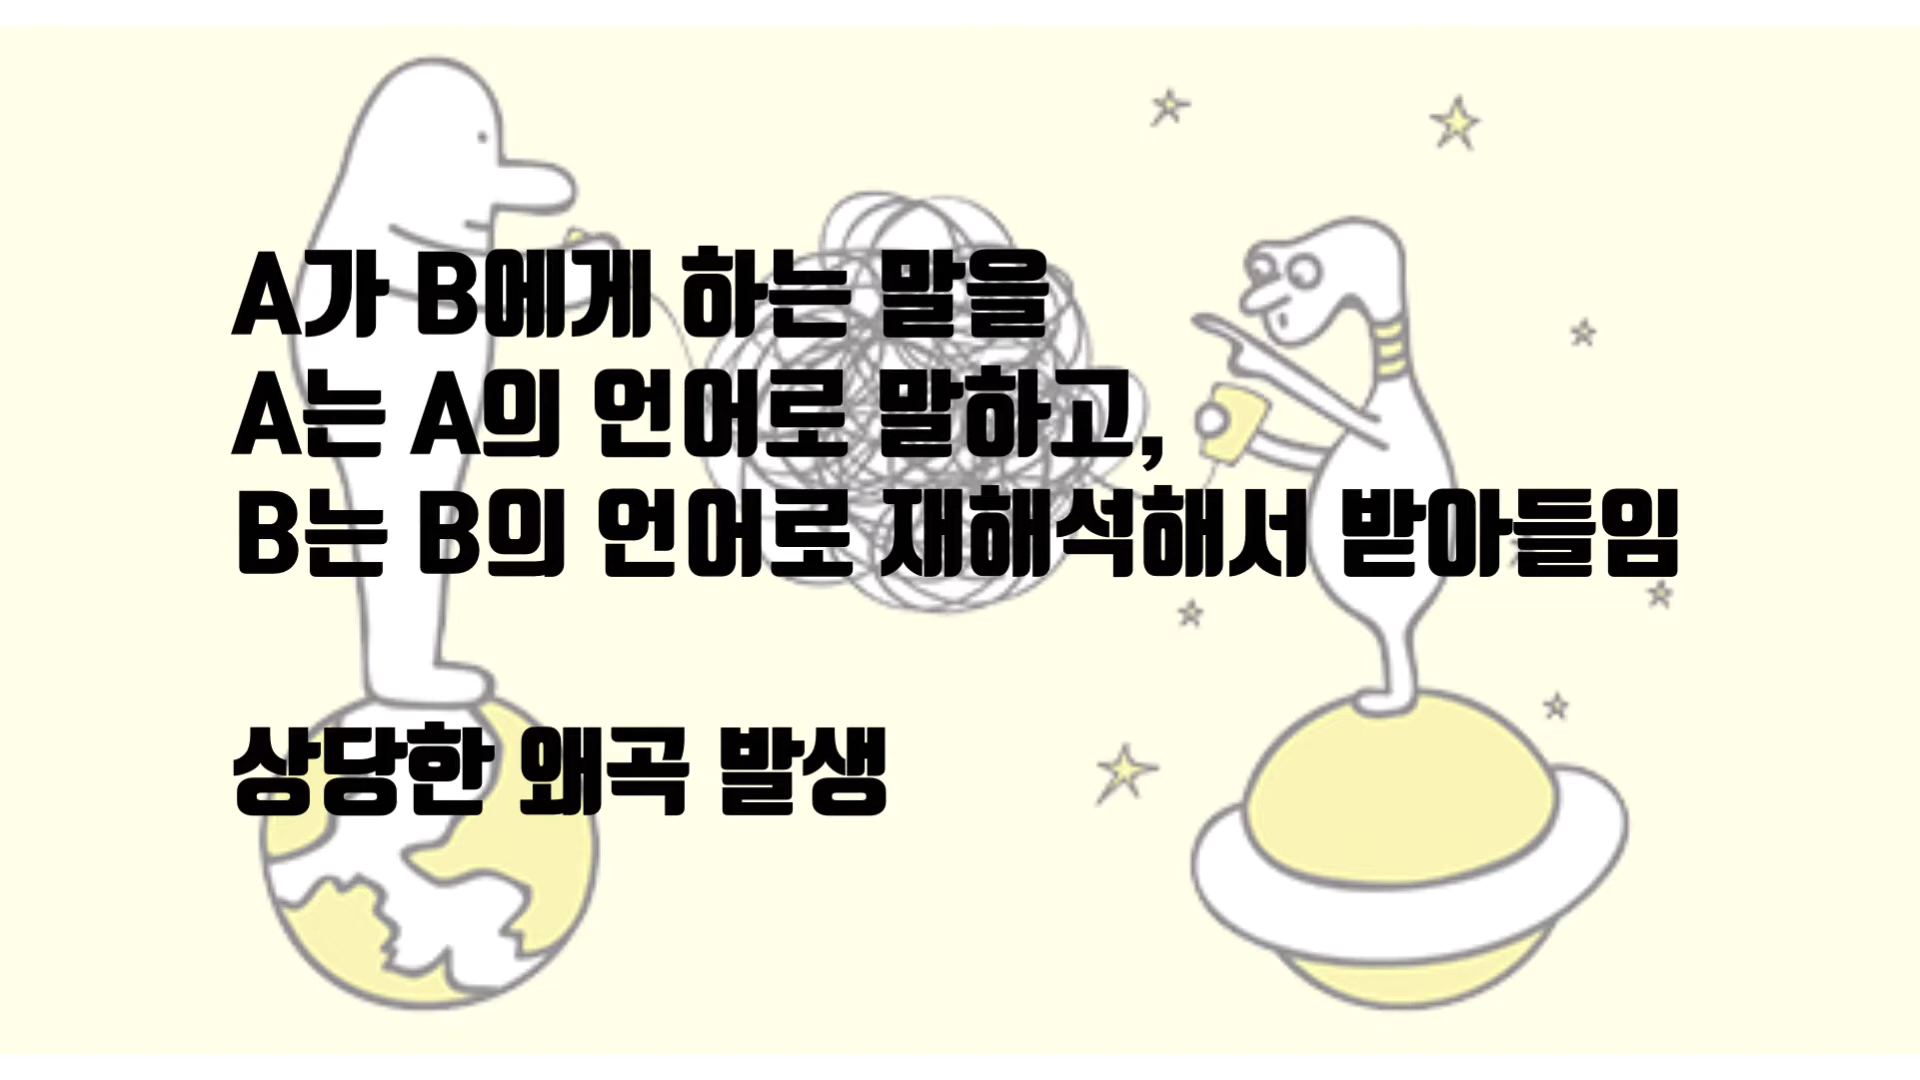 A가 B에게 하는 말을
A는 A의 언어로 말하고,
B는 B의 언어로 재해석해서 받아들임
상당한 왜곡 발생